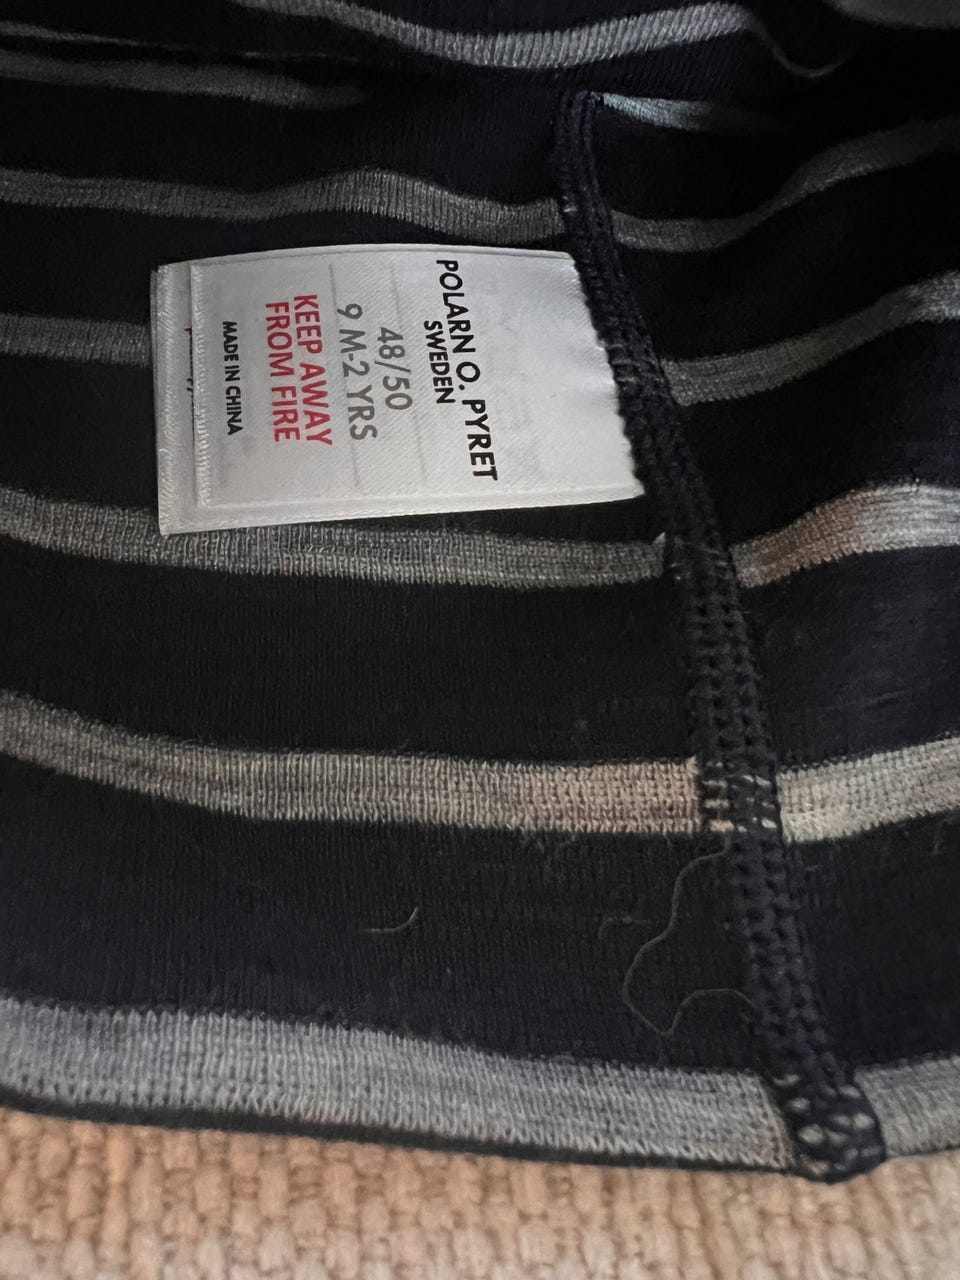 POLARN O. PYRET
SWEDEN
48/50
9 M-2 YRS
KEEP AWAY
FROM FIRE
MADE IN CHINA